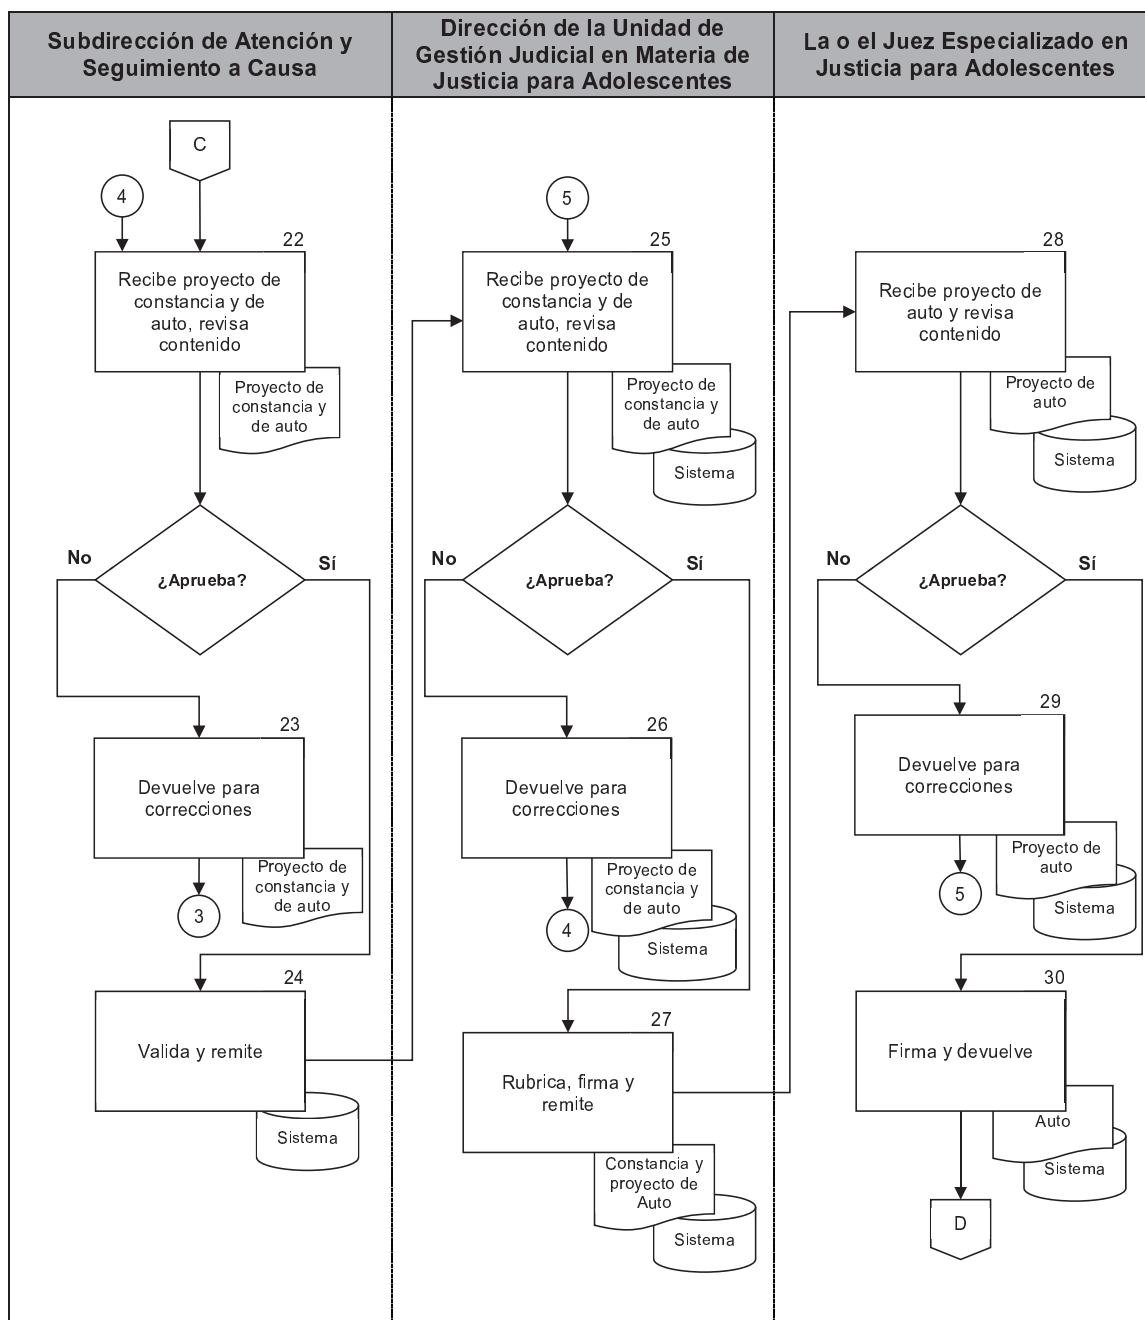 Subdirección de Atención y
Seguimiento a Causa
Dirección de la Unidad de
Gestión Judicial en Materia de
Justicia para Adolescentes
La o el Juez Especializado en
Justicia para Adolescentes
C
4
22
Recibe proyecto de
constancia y de
auto, revisa
contenido
Proyecto de
constancia y
de auto
¿Aprueba?
No
Sí
23
Devuelve para
correcciones
Proyecto de
constancia y
de auto
3
24
Valida y remite
Sistema
5
25
Recibe proyecto de
constancia y de
auto, revisa
contenido
Proyecto de
constancia y
de auto
Sistema
¿Aprueba?
No
Sí
26
Devuelve para
correcciones
Proyecto de
constancia y
de auto
Sistema
4
27
Rubrica, firma y
remite
Constancia y
proyecto de
Auto
Sistema
28
Recibe proyecto de
auto y revisa
contenido
Proyecto de
auto
Sistema
¿Aprueba?
No
Sí
29
Devuelve para
correcciones
Proyecto de
auto
Sistema
5
30
Firma y devuelve
Auto
Sistema
D